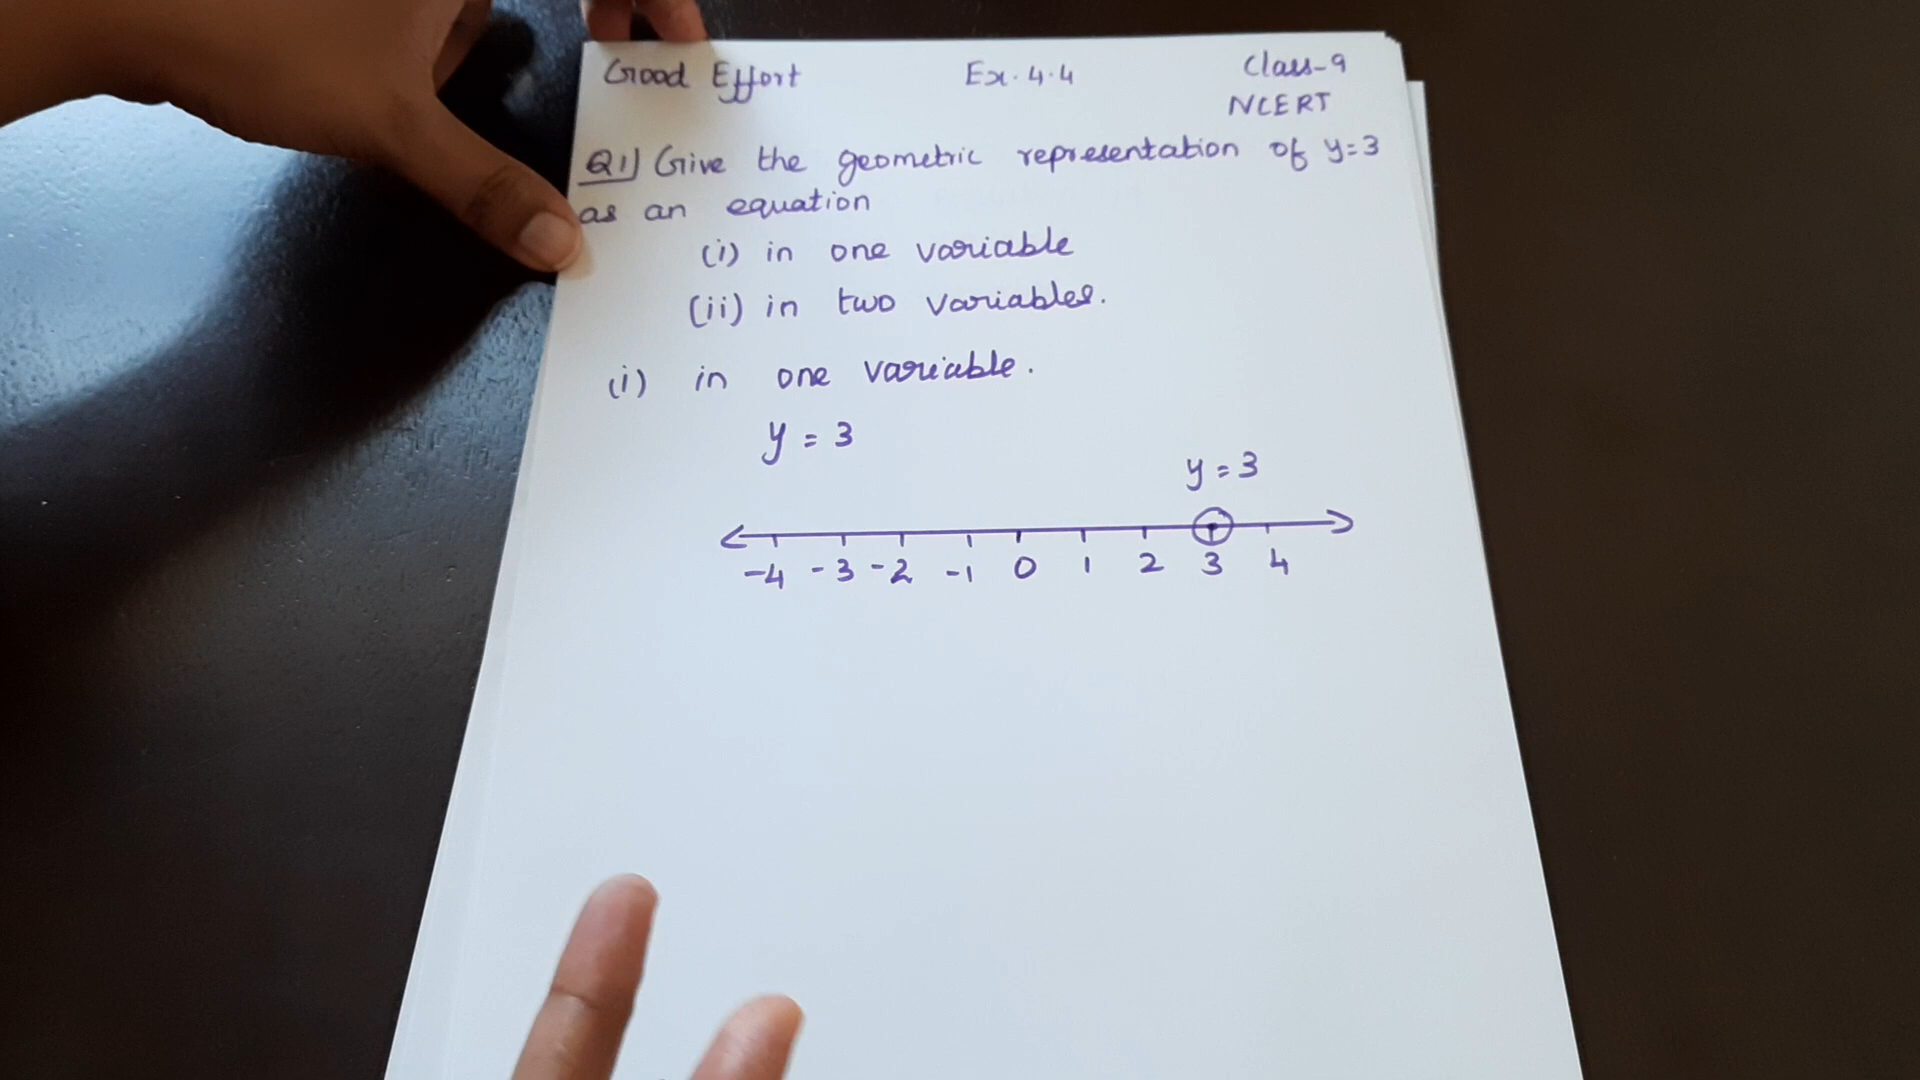 Good Effort Ex. 4.4 Class-9
NCERT
Q1) Give the geometric representation of y=3
as an equation
(i) in one variable
(ii) in two variables.
(i) in one variable.
y = 3
y = 3
-4 -3 -2 -1 0 1 2 3 4